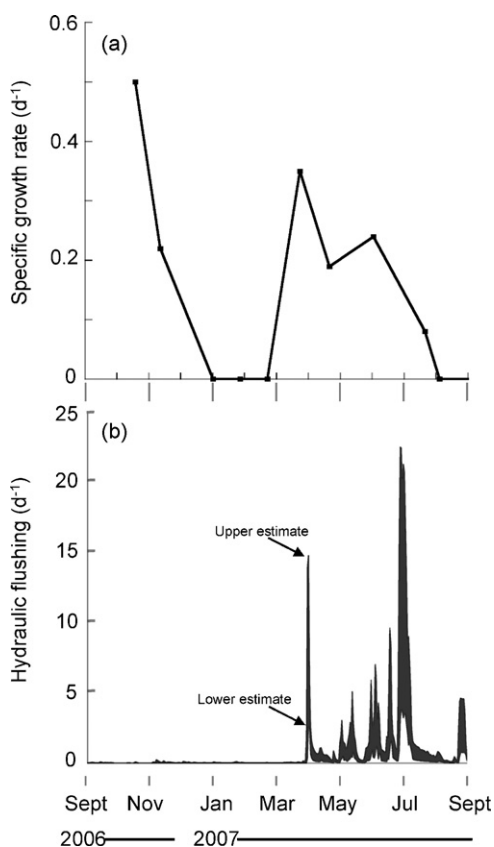 (a)
Specific growth rate (d-1)
0.6
0.4
0.2
0
(b)
Hydraulic flushing (d-1)
25
20
15
10
5
0
Upper estimate
Lower estimate
Sept Nov Jan Mar May Jul Sept
2006 2007